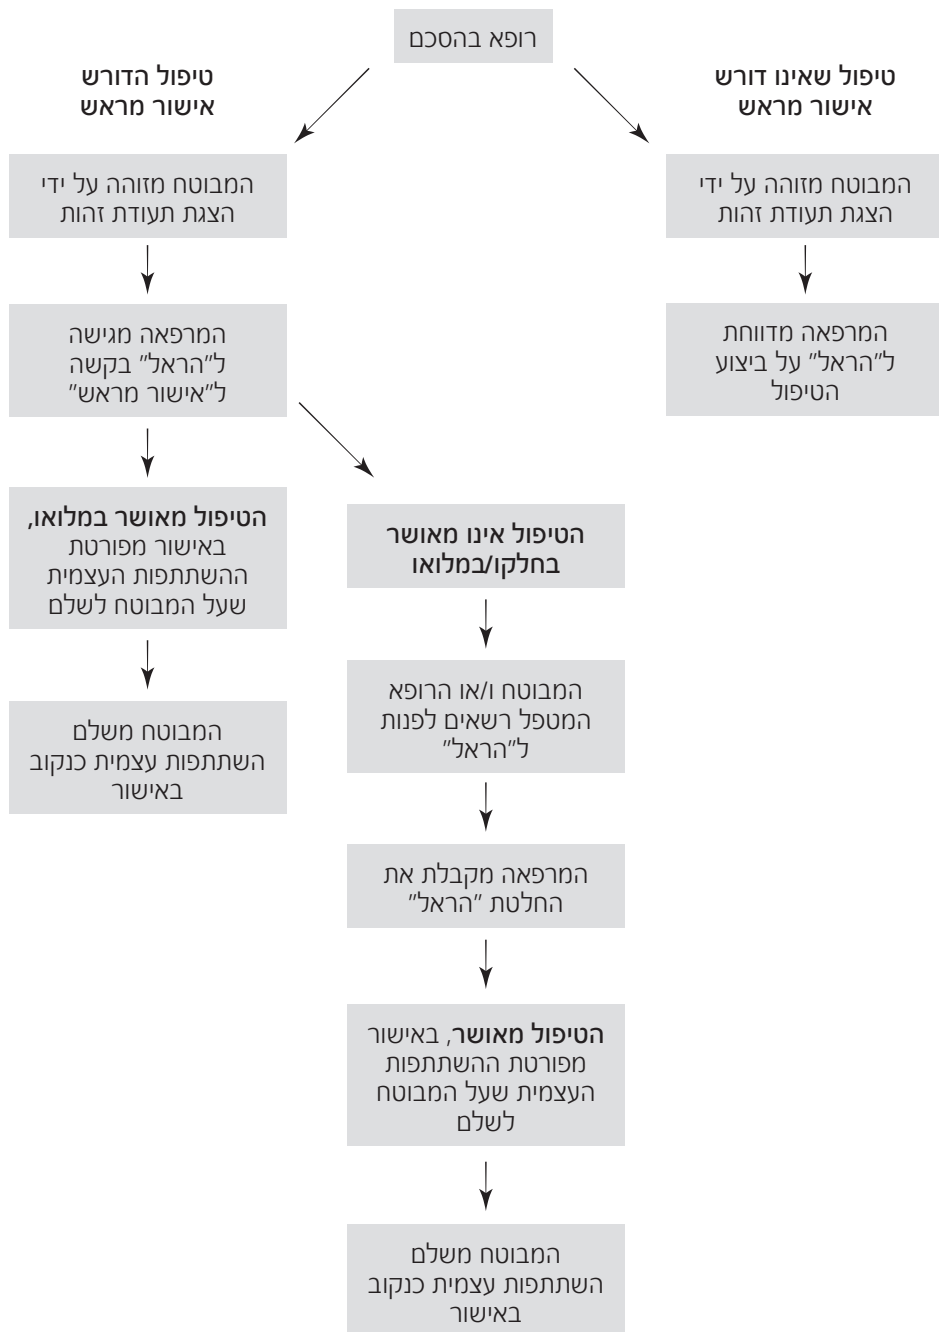 רופא בהסכם
טיפול שאינו דורש
אישור מראש
המבוטח מזוהה על ידי
הצגת תעודת זהות
המרפאה מדווחת
ל"הראל" על ביצוע
הטיפול
טיפול הדורש
אישור מראש
המבוטח מזוהה על ידי
הצגת תעודת זהות
המרפאה מגישה
ל"הראל" בקשה
ל"אישור מראש"
הטיפול מאושר במלואו,
באישור מפורטת
ההשתתפות העצמית
שעל המבוטח לשלם
המבוטח משלם
השתתפות עצמית כנקוב
באישור
הטיפול אינו מאושר
בחלקו/במלואו
המבוטח ו/או הרופא
המטפל רשאים לפנות
ל"הראל"
המרפאה מקבלת את
החלטת "הראל"
הטיפול מאושר, באישור
מפורטת ההשתתפות
העצמית שעל המבוטח
לשלם
המבוטח משלם
השתתפות עצמית כנקוב
באישור